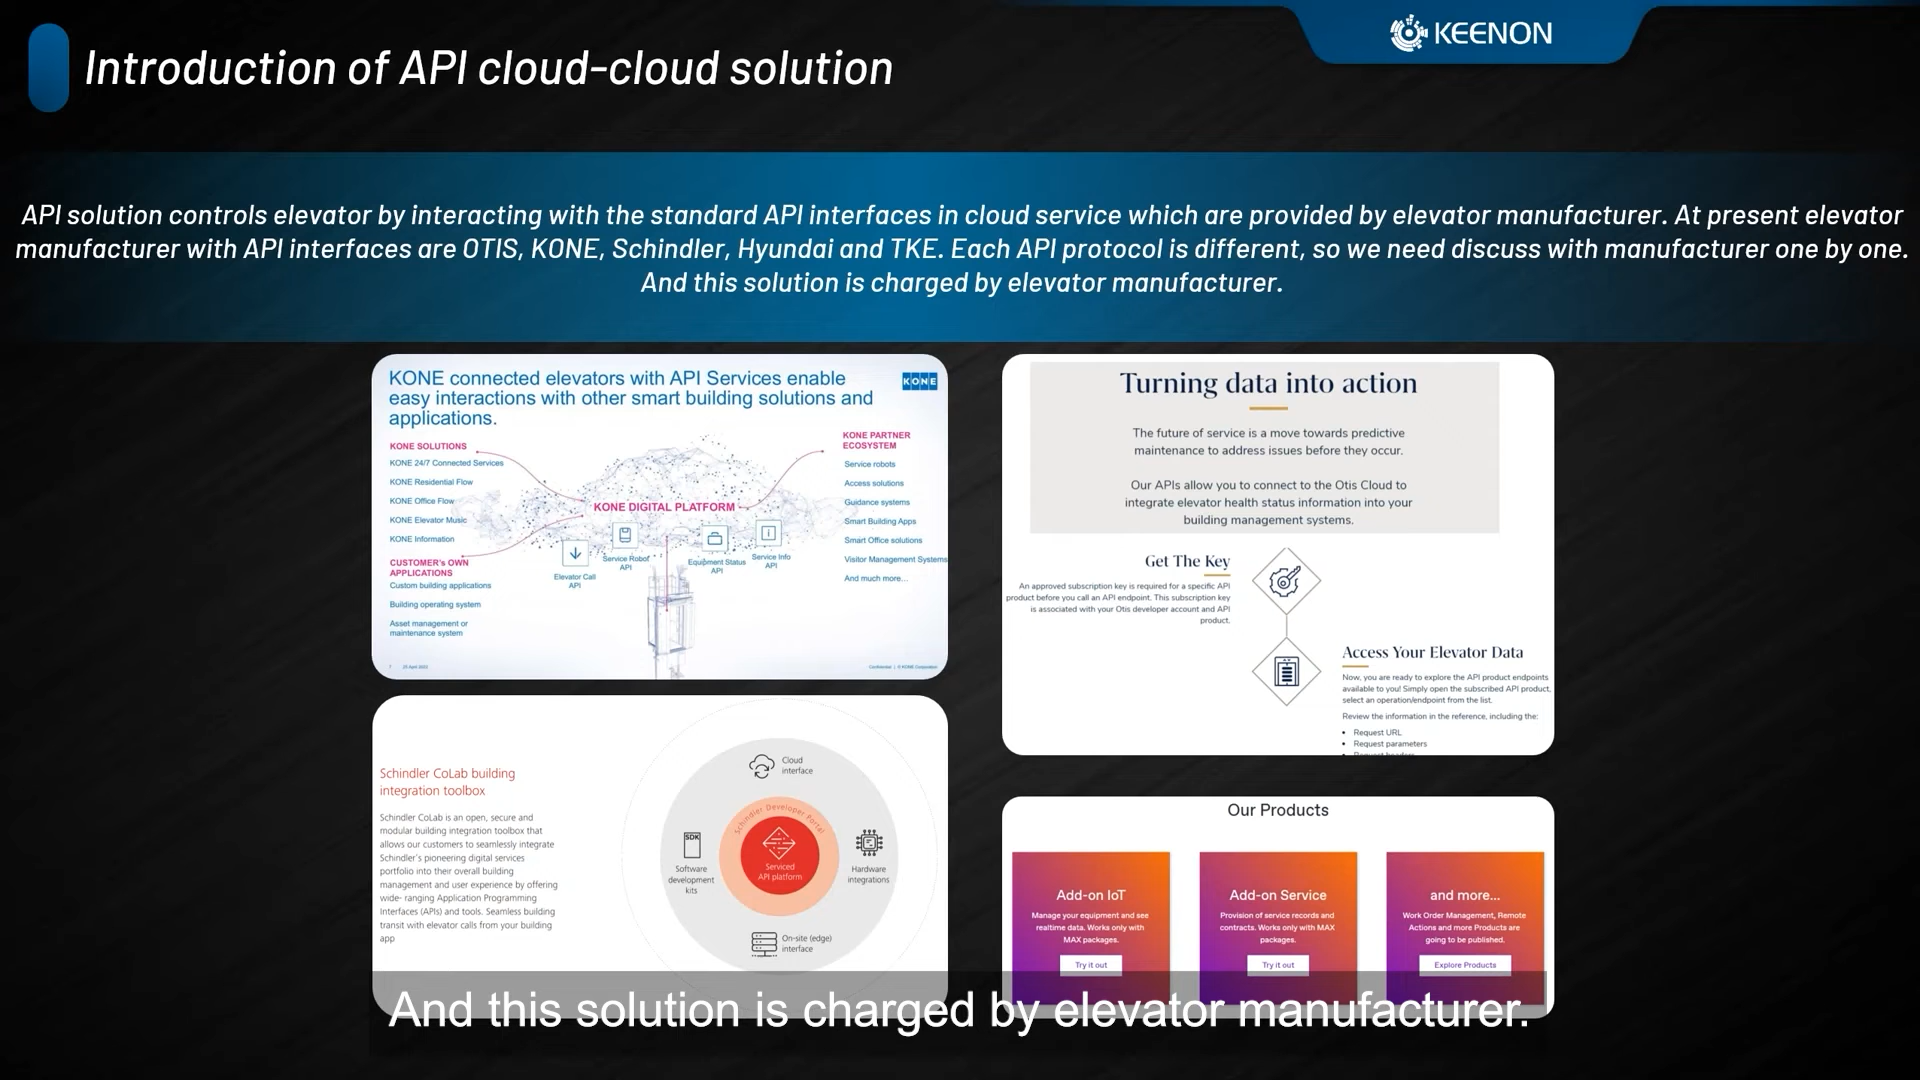 Introduction of API cloud-cloud solution
KEENON
API solution controls elevator by interacting with the standard API interfaces in cloud service which are provided by elevator manufacturer. At present elevator
manufacturer with API interfaces are OTIS, KONE, Schindler, Hyundai and TKE. Each API protocol is different, so we need discuss with manufacturer one by one.
And this solution is charged by elevator manufacturer.
KONE connected elevators with API Services enable
easy interactions with other smart building solutions and
applications.
KONE
KONE SOLUTIONS
KONE 24/7 Connected Services
KONE Residential Flow
KONE Office Flow
KONE Elevator Music
KONE Information
CUSTOMER's OWN
APPLICATIONS
Custom building applications
Building operating system
Asset management or
maintenance system
KONE DIGITAL PLATFORM
Elevator Call
API
Service Robot
API
Equipment Status
API
Service Info
API
KONE PARTNER
ECOSYSTEM
Service robots
Access solutions
Guidance systems
Smart Building Apps
Smart Office solutions
Visitor Management Systems
And much more...
7
Confidential | © KONE Corporation
Turning data into action
The future of service is a move towards predictive
maintenance to address issues before they occur.
Our APIs allow you to connect to the Otis Cloud to
integrate elevator health status information into your
building management systems.
Get The Key
An approved subscription key is required for a specific API
product before you call an API endpoint. This subscription key
is associated with your Otis developer account and API
product.
Access Your Elevator Data
Now, you are ready to explore the API product endpoints
available to you! Simply open the subscribed API product,
select an operation/endpoint from the list.
Review the information in the reference, including the:
• Request URL
• Request parameters
Schindler CoLab building
integration toolbox
Schindler CoLab is an open, secure and
modular building integration toolbox that
allows our customers to seamlessly integrate
Schindler's pioneering digital services
portfolio into their overall building
management and user experience by offering
wide- ranging Application Programming
Interfaces (APIs) and tools. Seamless building
transit with elevator calls from your building
app
Cloud
interface
Schindler Developer Portal
SDK
Software
development
kits
Serviced
API platform
Hardware
integrations
On-site (edge)
interface
Our Products
Add-on IoT
Manage your equipment and see
realtime data. Works only with
MAX packages.
Try it out
Add-on Service
Provision of service records and
contracts. Works only with MAX
packages.
Try it out
and more...
Work Order Management, Remote
Actions and more Products are
going to be published.
Explore Products
And this solution is charged by elevator manufacturer.